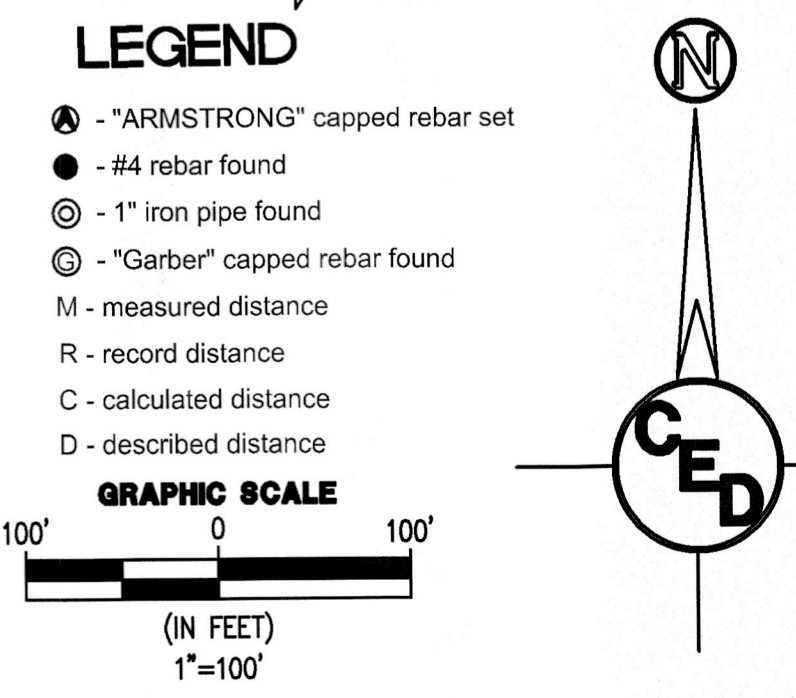 LEGEND
N
- "ARMSTRONG" capped rebar set
- #4 rebar found
- 1" iron pipe found
G - "Garber" capped rebar found
M - measured distance
R - record distance
C - calculated distance
D - described distance
CED
GRAPHIC SCALE
100' 0 100'
(IN FEET)
1"=100'